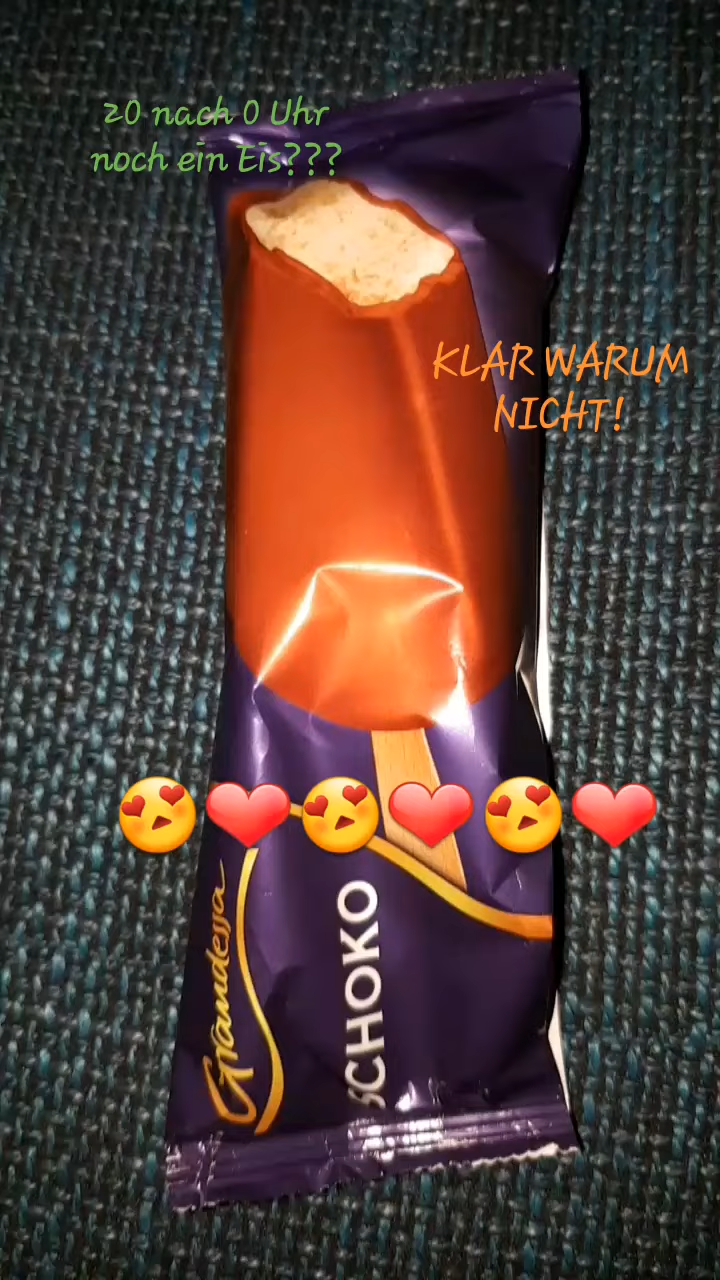 20 nach 0 Uhr
noch ein Eis???
KLAR WARUM
NICHT!
Grandessa
SCHOKO